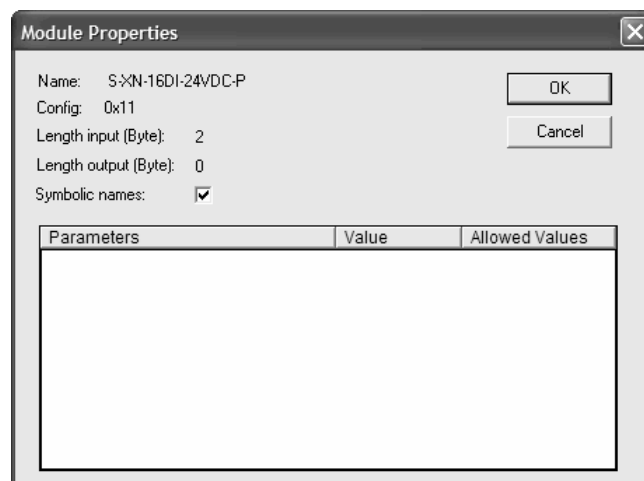 Module Properties
Name: S-XN-16DI-24VDC-P
OK
Config: 0x11
Length input (Byte): 2
Cancel
Length output (Byte): 0
Symbolic names:
Parameters Value Allowed Values